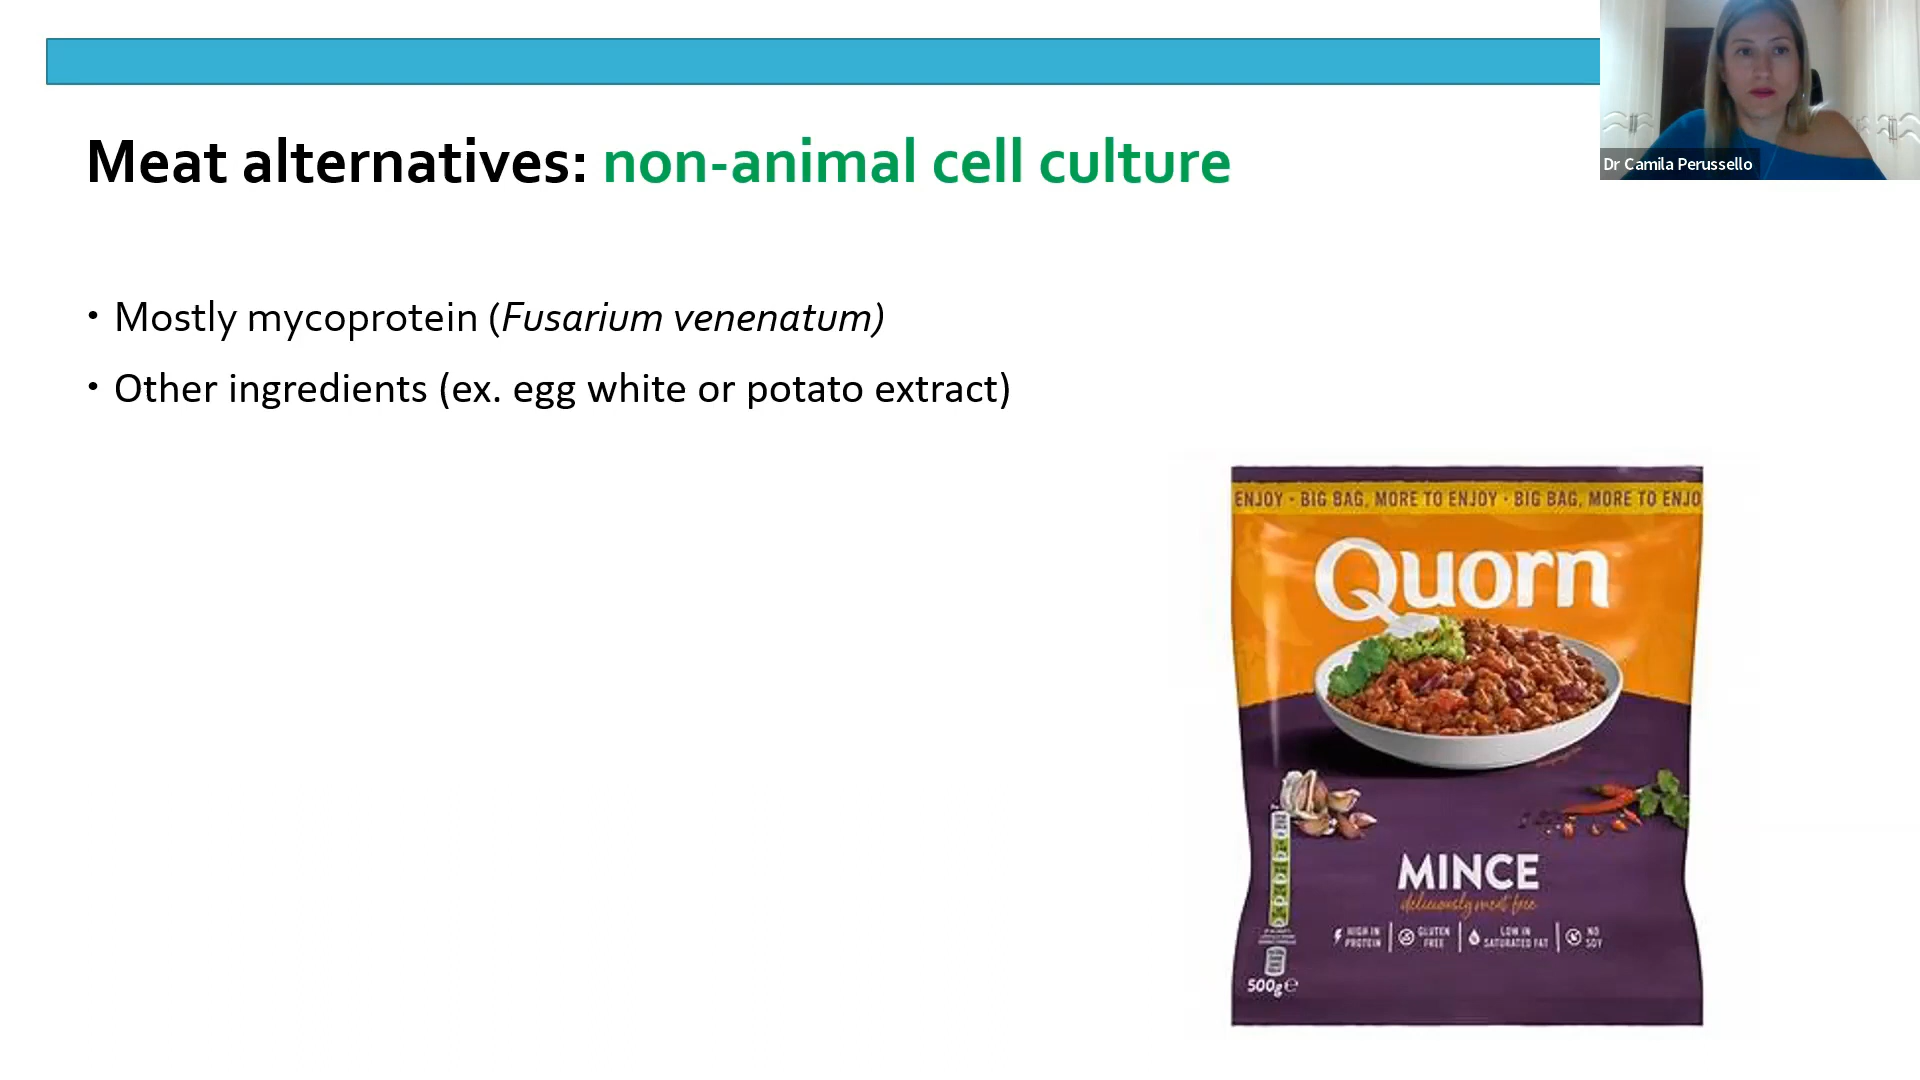 Meat alternatives: non-animal cell culture
Dr Camila Perussello
• Mostly mycoprotein (Fusarium venenatum)
• Other ingredients (ex. egg white or potato extract)
ENJOY · BIG BAG, MORE TO ENJOY · BIG BAG, MORE TO ENJO
Quorn
MINCE
deliciously meat free
HIGH IN PROTEIN
GLUTEN FREE
LOW IN SATURATED FAT
NO SOY
500g e